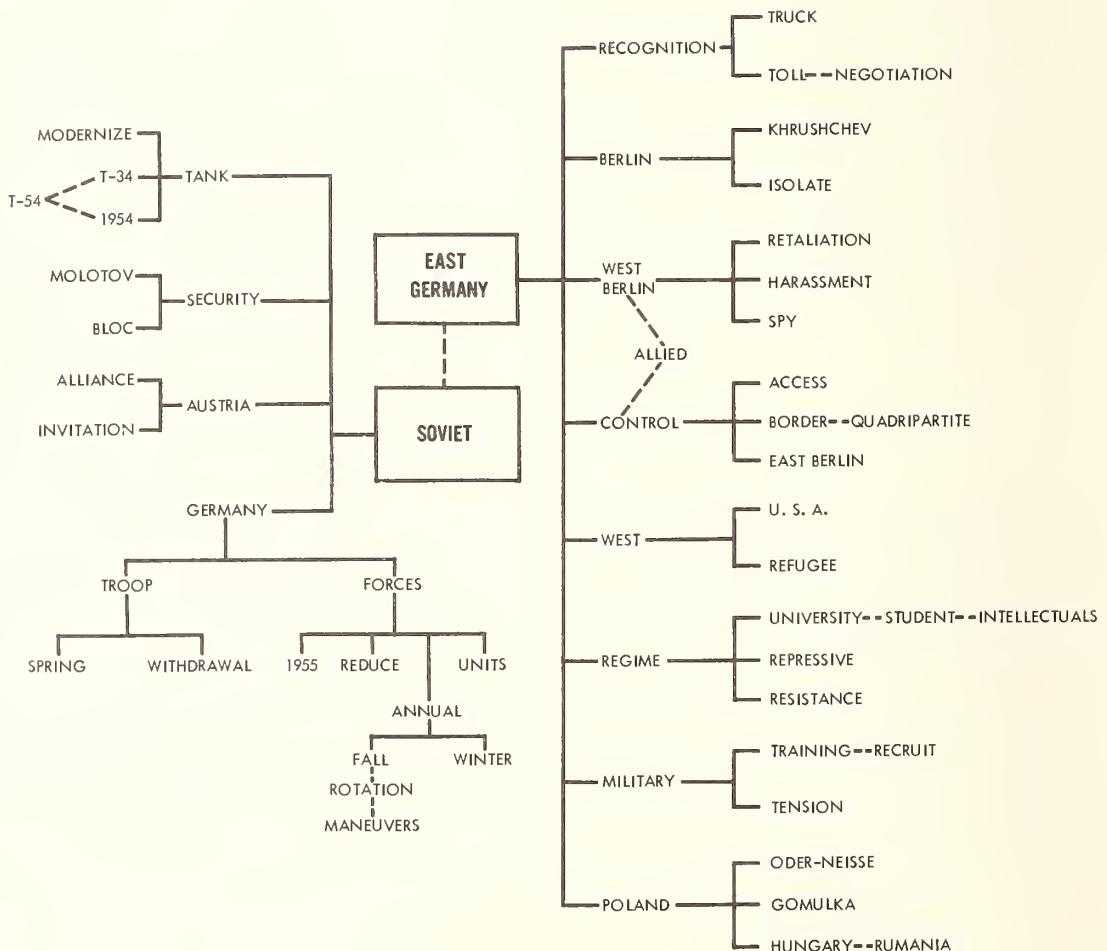 MODERNIZE
T-54
T-34
1954
TANK
MOLOTOV
BLOC
SECURITY
ALLIANCE
INVITATION
AUSTRIA
GERMANY
TROOP
FORCES
SPRING
WITHDRAWAL
1955
REDUCE
UNITS
ANNUAL
FALL
WINTER
ROTATION
MANEUVERS
EAST
GERMANY
SOVIET
RECOGNITION
TRUCK
TOLL--NEGOTIATION
BERLIN
KHRUSHCHEV
ISOLATE
WEST
BERLIN
RETALIATION
HARASSMENT
SPY
ALLIED
CONTROL
ACCESS
BORDER--QUADRIPARTITE
EAST BERLIN
WEST
U. S. A.
REFUGEE
REGIME
UNIVERSITY--STUDENT--INTELLECTUALS
REPRESSIVE
RESISTANCE
MILITARY
TRAINING--RECRUIT
TENSION
POLAND
ODER-NEISSE
GOMULKA
HUNGARY--RUMANIA